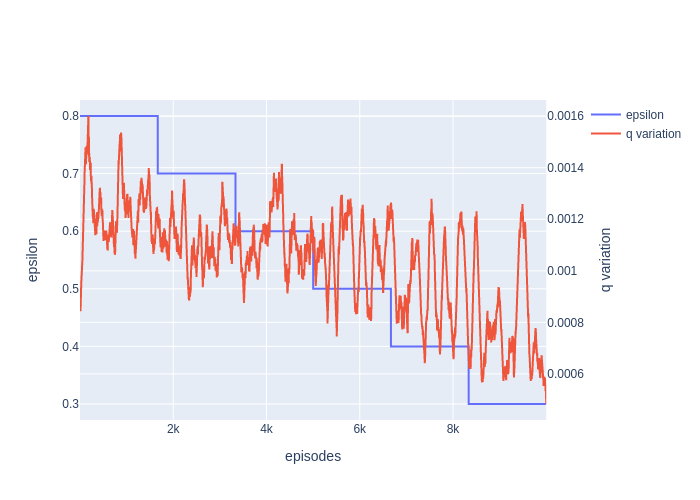 0.8
0.7
0.6
0.5
0.4
0.3
epsilon
2k
4k
6k
8k
episodes
0.0016
0.0014
0.0012
0.001
0.0008
0.0006
q variation
epsilon
q variation